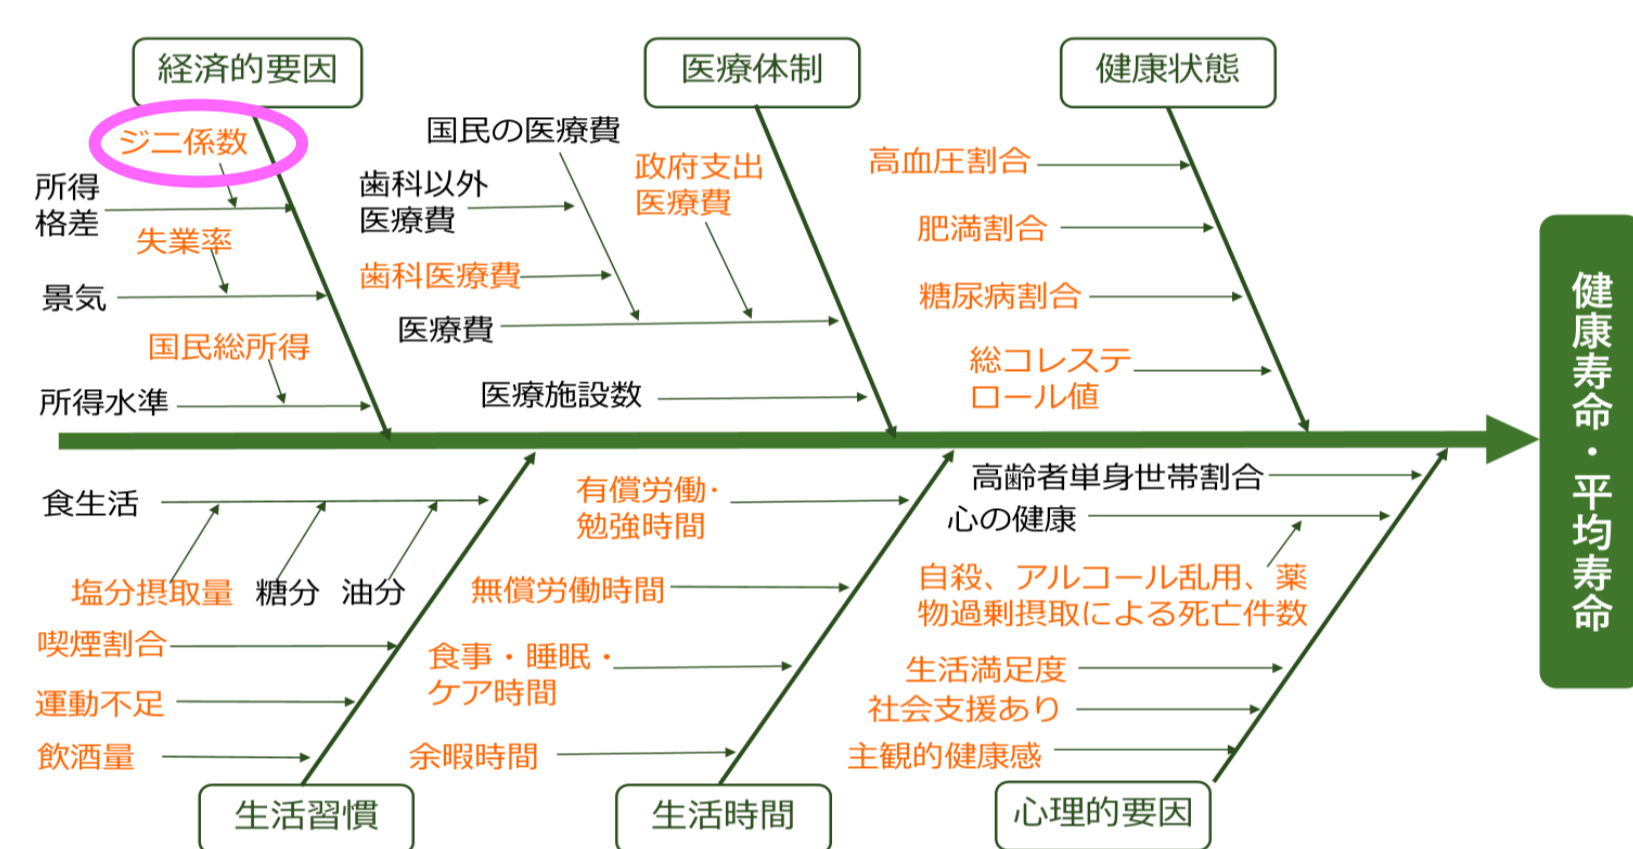 経済的要因
医療体制
健康状態
ジニ係数
所得
格差
失業率
景気
国民総所得
所得水準
国民の医療費
歯科以外
医療費
政府支出
医療費
歯科医療費
医療費
医療施設数
高血圧割合
肥満割合
糖尿病割合
総コレステ
ロール値
健康寿命・平均寿命
食生活
塩分摂取量
糖分
油分
喫煙割合
運動不足
飲酒量
有償労働・
勉強時間
無償労働時間
食事・睡眠・
ケア時間
余暇時間
高齢者単身世帯割合
心の健康
自殺、アルコール乱用、薬
物過剰摂取による死亡件数
生活満足度
社会支援あり
主観的健康感
生活習慣
生活時間
心理的要因